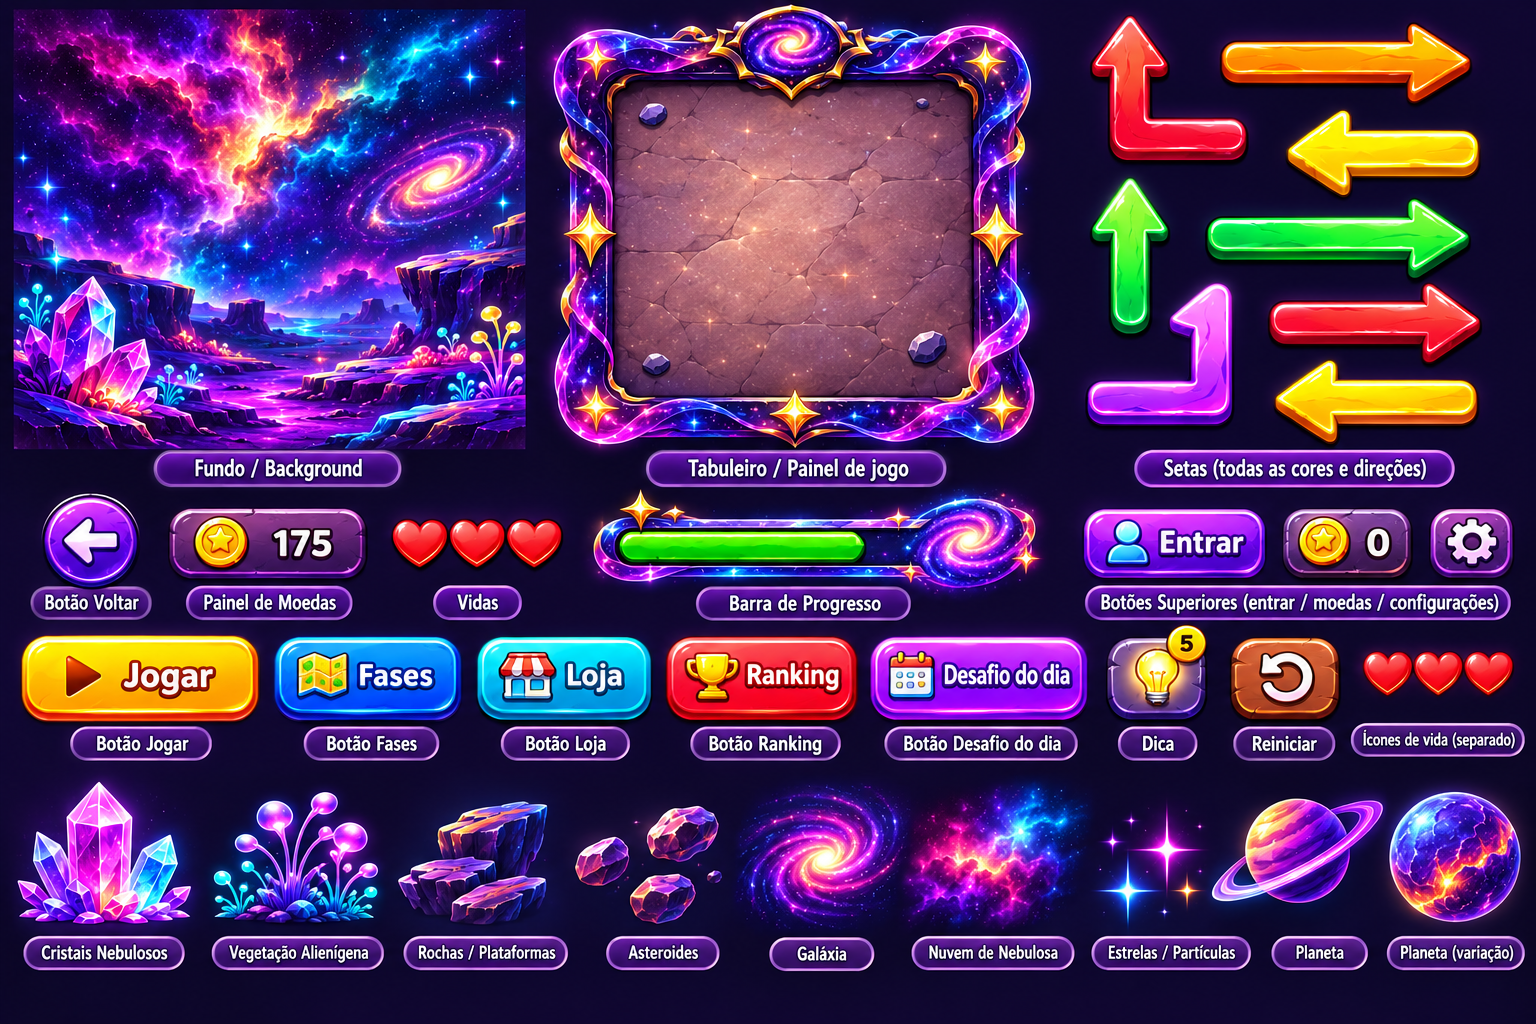 Fundo / Background
Tabuleiro / Painel de jogo
Setas (todas as cores e direções)
175
Entrar
0
Botão Voltar
Painel de Moedas
Vidas
Barra de Progresso
Botões Superiores (entrar / moedas / configurações)
Jogar
Fases
Loja
Ranking
Desafio do dia
5
Botão Jogar
Botão Fases
Botão Loja
Botão Ranking
Botão Desafio do dia
Dica
Reiniciar
Ícones de vida (separado)
Cristais Nebulosos
Vegetação Alienígena
Rochas / Plataformas
Asteroides
Galáxia
Nuvem de Nebulosa
Estrelas / Partículas
Planeta
Planeta (variação)